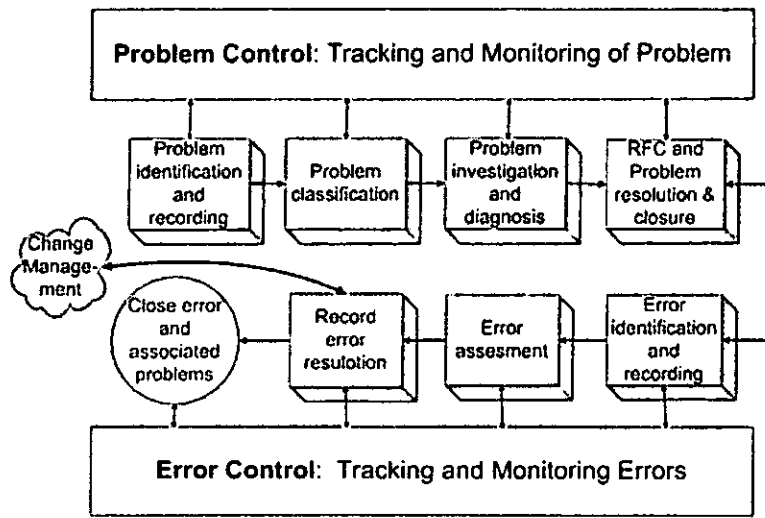 Problem Control: Tracking and Monitoring of Problem
Problem
identification
and
recording
Problem
classification
Problem
investigation
and
diagnosis
RFC and
Problem
resolution &
closure
Change
Manage-
ment
Close error
and
associated
problems
Record
error
resulotion
Error
assesment
Error
identification
and
recording
Error Control: Tracking and Monitoring Errors